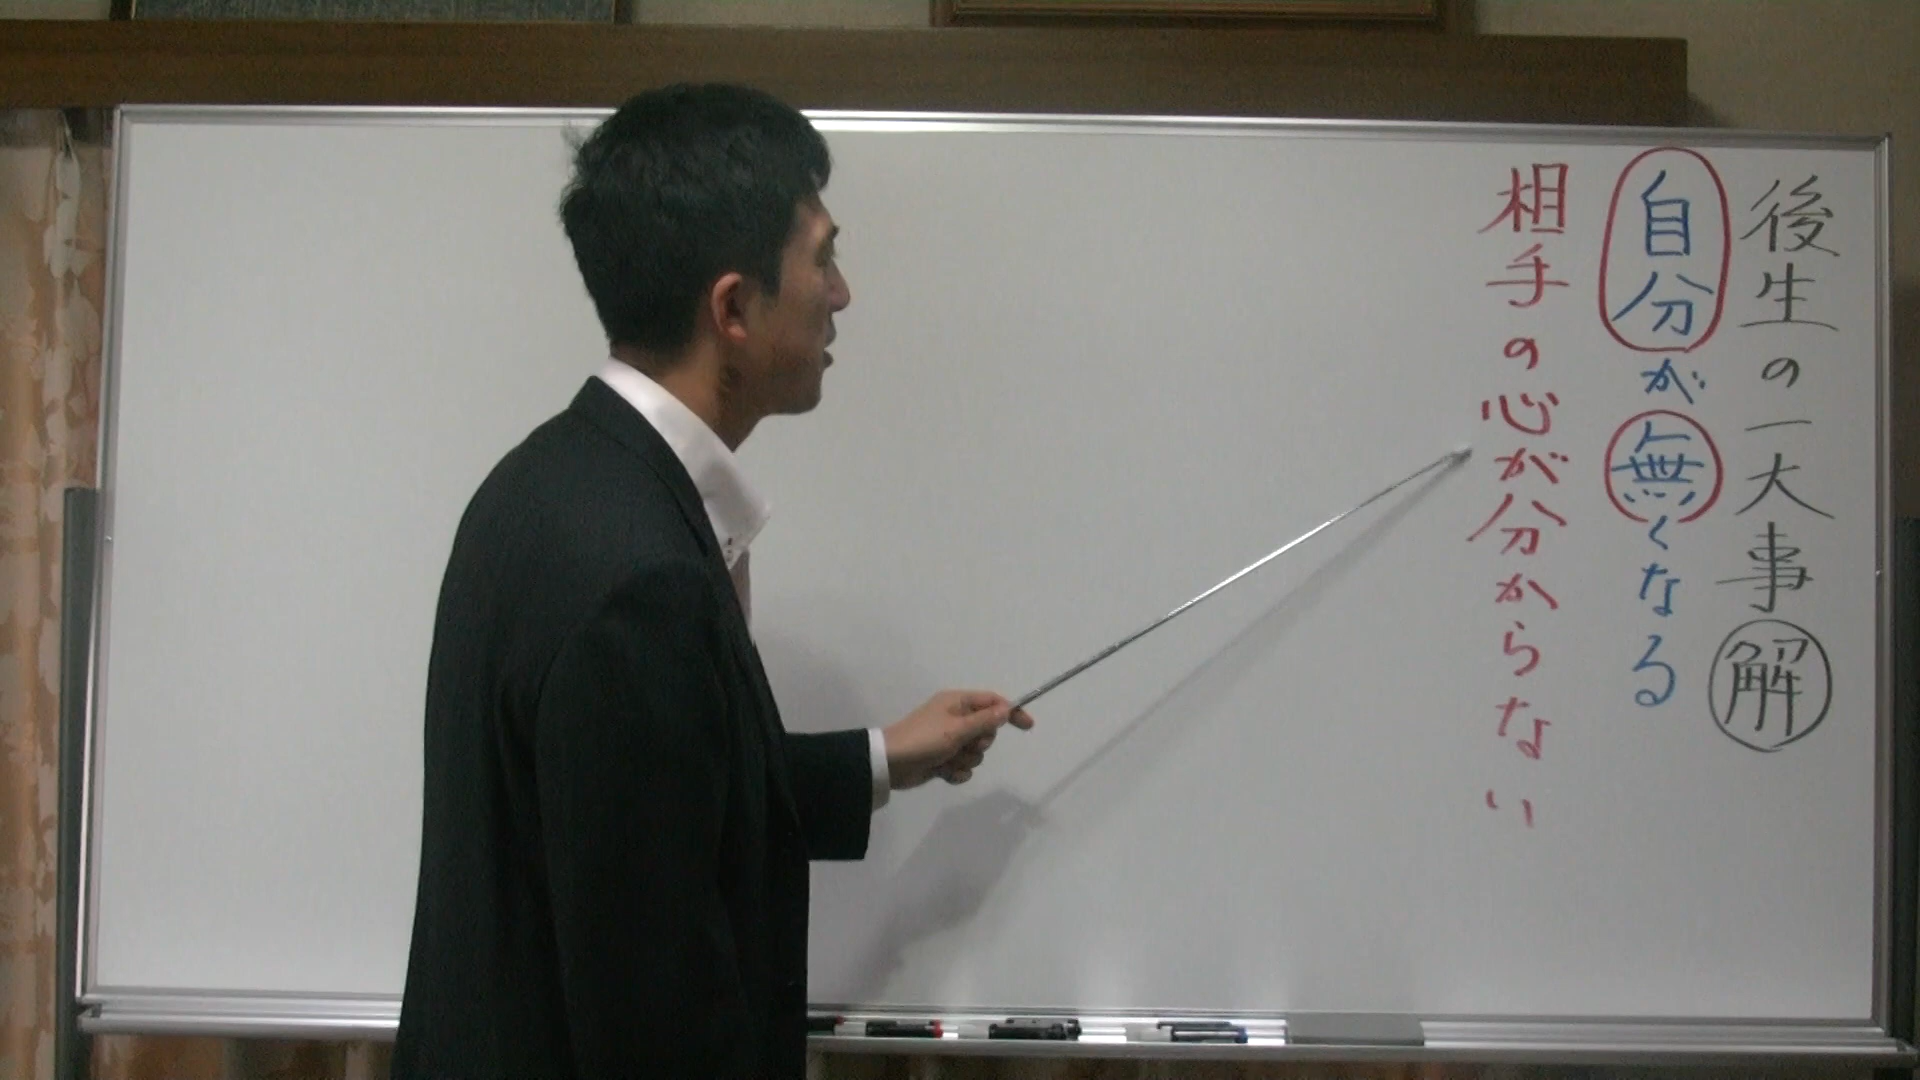 後生の一大事解
自分が無くなる
相手の心が分からない